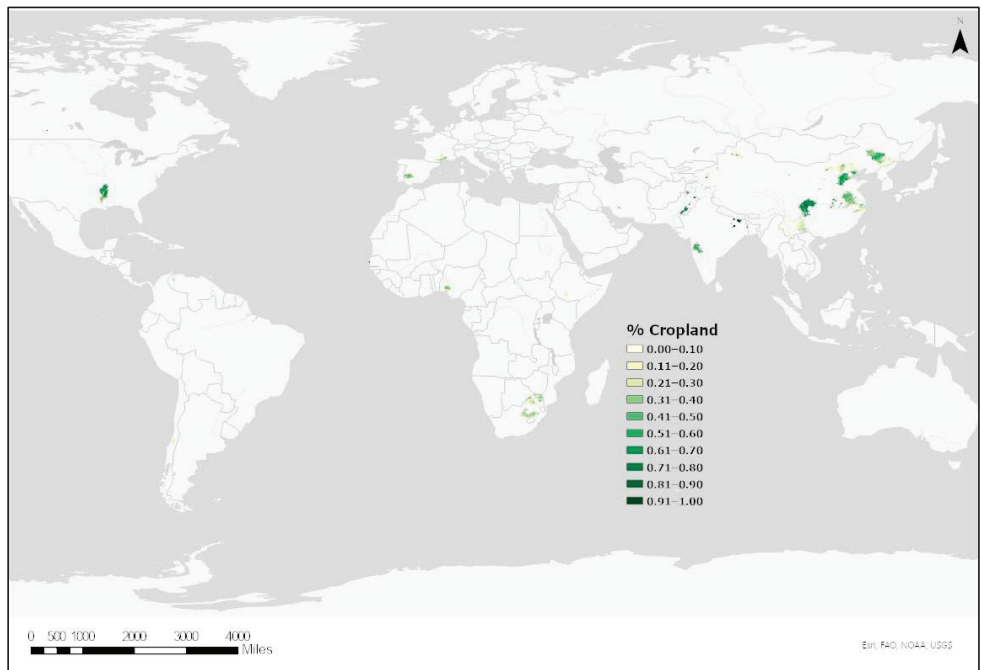 N
% Cropland
0.00–0.10
0.11–0.20
0.21–0.30
0.31–0.40
0.41–0.50
0.51–0.60
0.61–0.70
0.71–0.80
0.81–0.90
0.91–1.00
0 500 1000 2000 3000 4000
Miles
Esri, FAO, NOAA, USGS